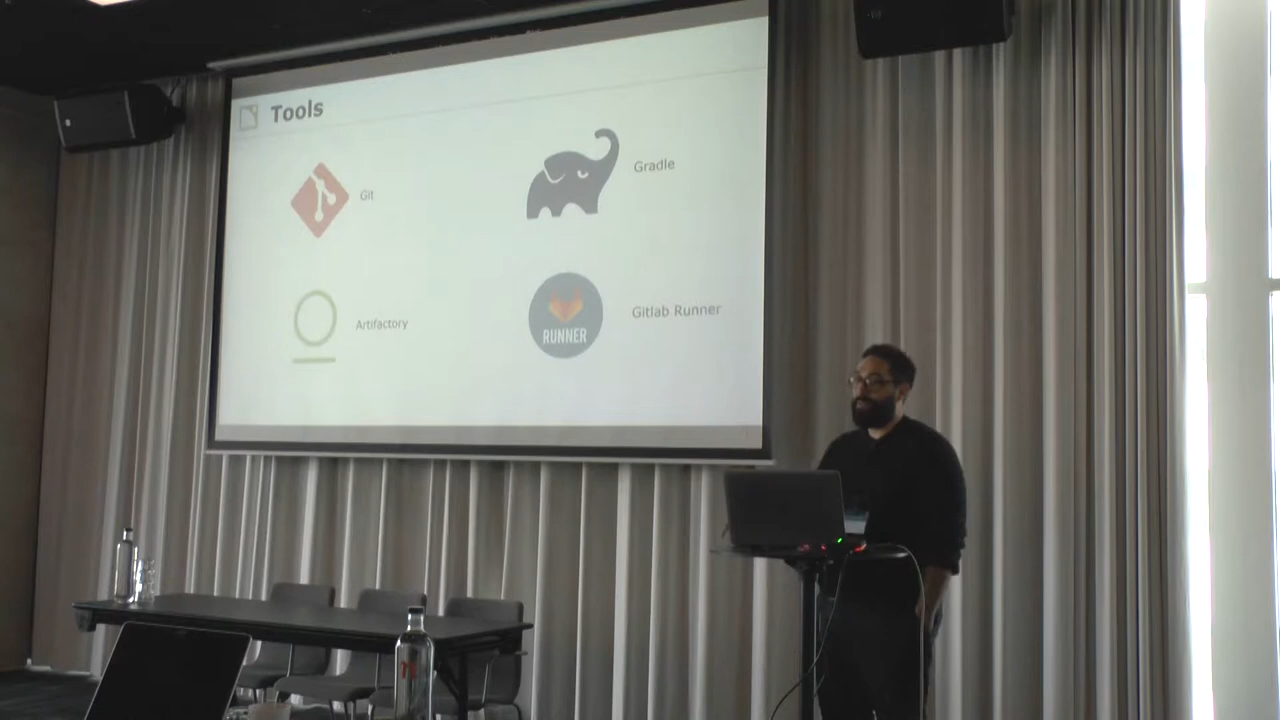 Tools
Git
Gradle
Artifactory
RUNNER
Gitlab Runner